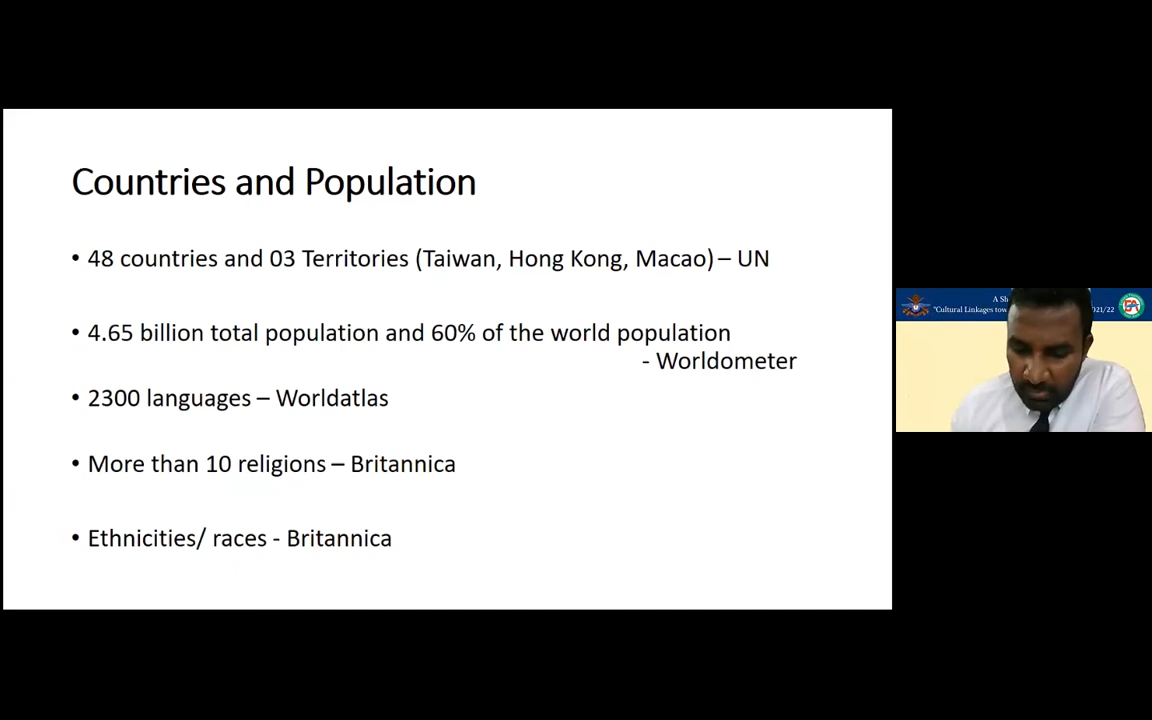 Countries and Population
• 48 countries and 03 Territories (Taiwan, Hong Kong, Macao) – UN
• 4.65 billion total population and 60% of the world population
- Worldometer
• 2300 languages – Worldatlas
• More than 10 religions – Britannica
• Ethnicities/ races - Britannica
A
"Cultural Linkages 021/22